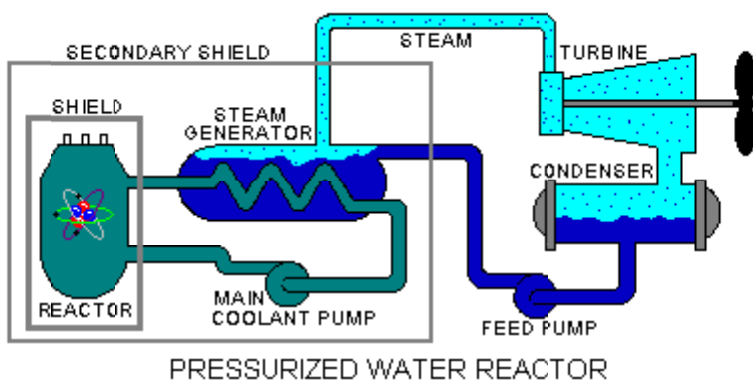 STEAM
TURBINE
SECONDARY SHIELD
SHIELD
STEAM
GENERATOR
CONDENSER
REACTOR
MAIN
COOLANT PUMP
FEED PUMP
PRESSURIZED WATER REACTOR